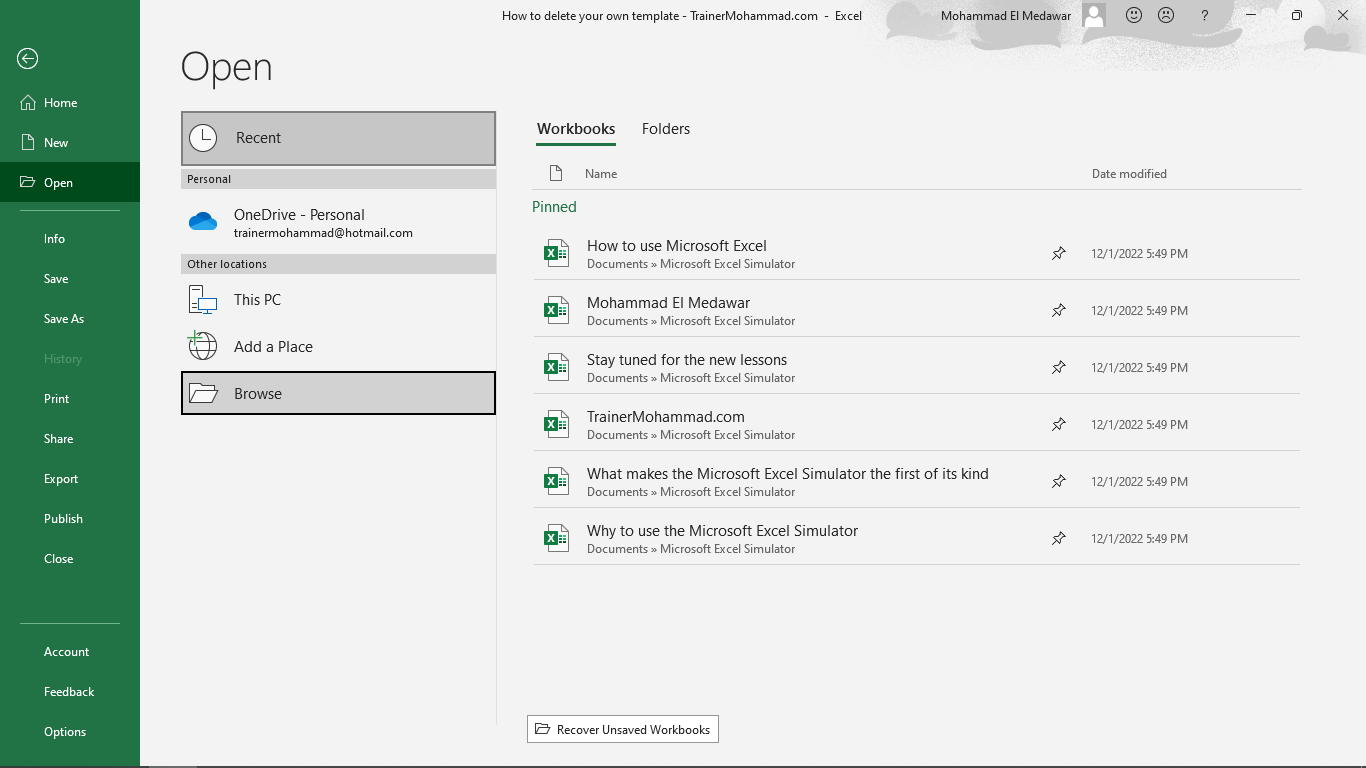 How to delete your own template - TrainerMohammad.com - Excel
Mohammad El Medawar
?
Home
New
Open
Info
Save
Save As
History
Print
Share
Export
Publish
Close
Account
Feedback
Options
Open
Recent
Personal
OneDrive - Personal
trainermohammad@hotmail.com
Other locations
This PC
Add a Place
Browse
Workbooks Folders
Name Date modified
Pinned
How to use Microsoft Excel
Documents » Microsoft Excel Simulator
12/1/2022 5:49 PM
Mohammad El Medawar
Documents » Microsoft Excel Simulator
12/1/2022 5:49 PM
Stay tuned for the new lessons
Documents » Microsoft Excel Simulator
12/1/2022 5:49 PM
TrainerMohammad.com
Documents » Microsoft Excel Simulator
12/1/2022 5:49 PM
What makes the Microsoft Excel Simulator the first of its kind
Documents » Microsoft Excel Simulator
12/1/2022 5:49 PM
Why to use the Microsoft Excel Simulator
Documents » Microsoft Excel Simulator
12/1/2022 5:49 PM
Recover Unsaved Workbooks